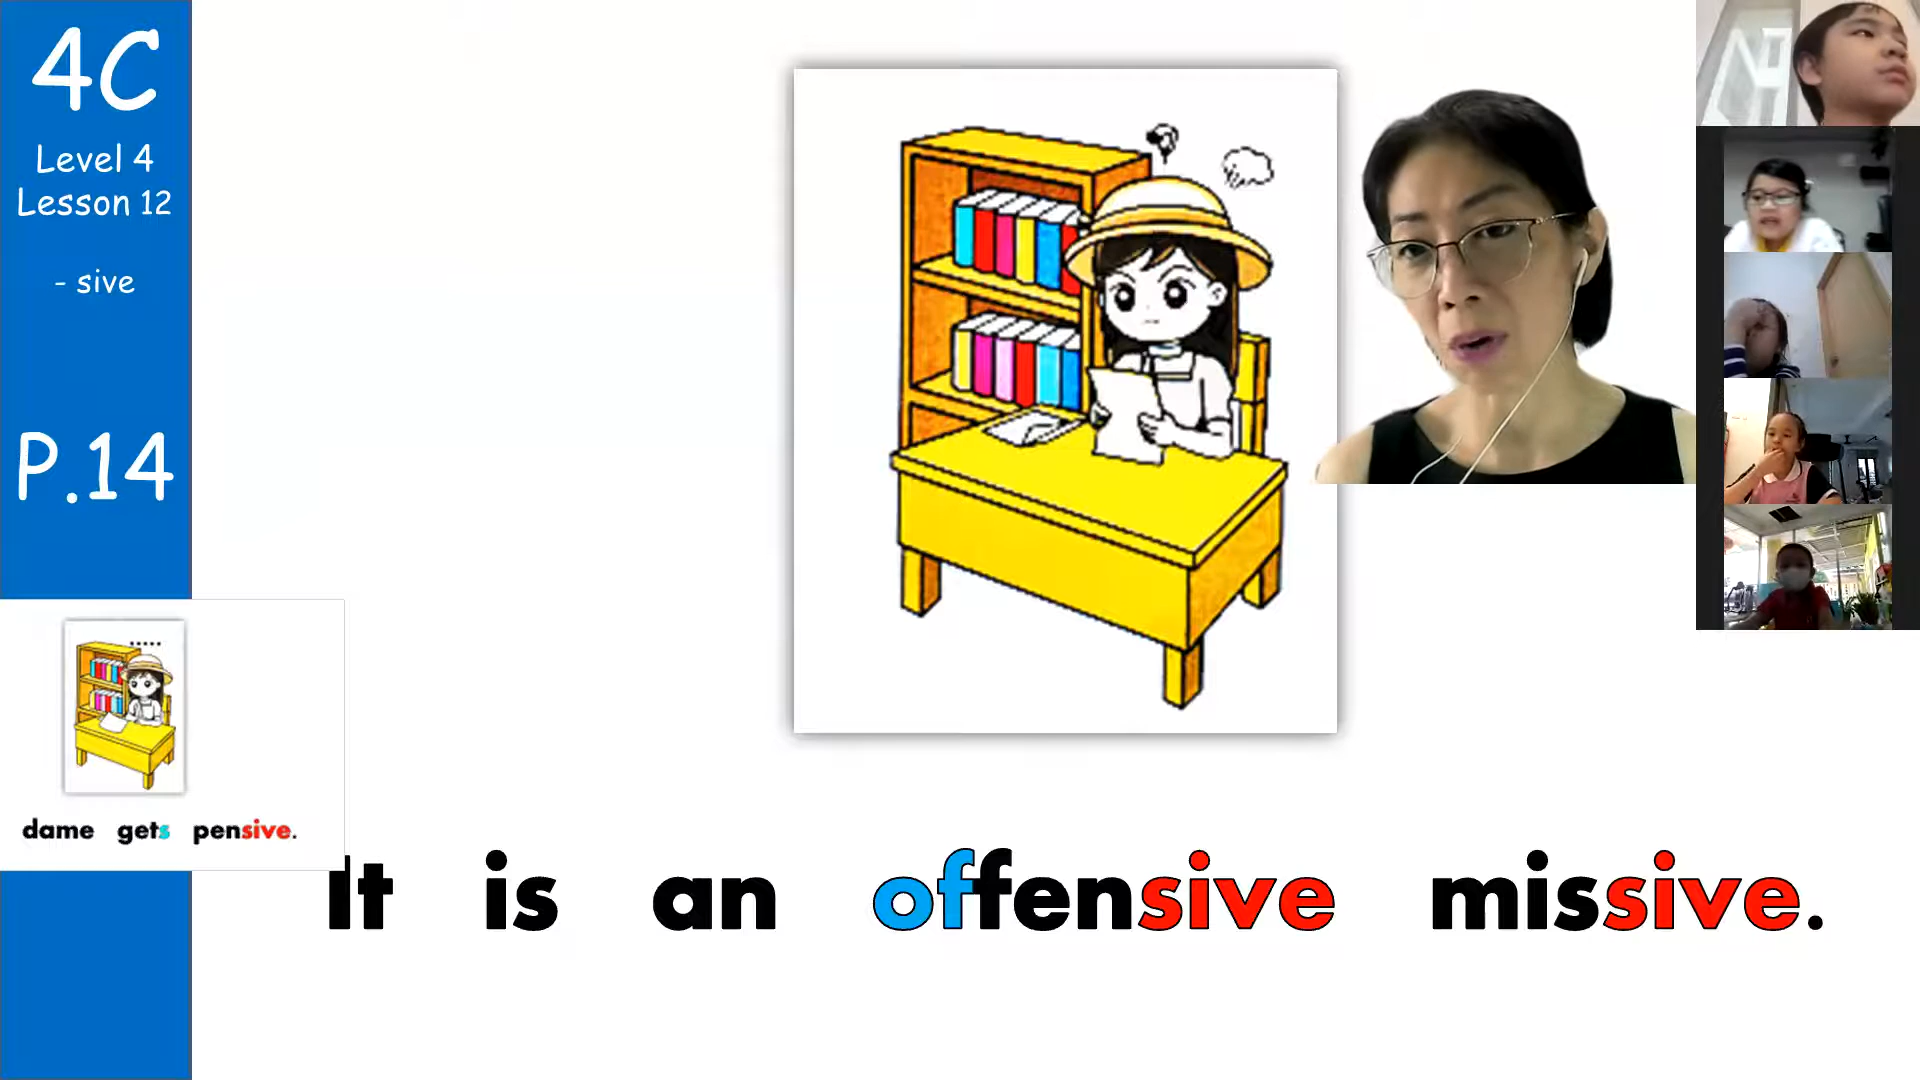 4C
Level 4
Lesson 12
- sive
P.14
dame gets pensive.
It is an offensive missive.